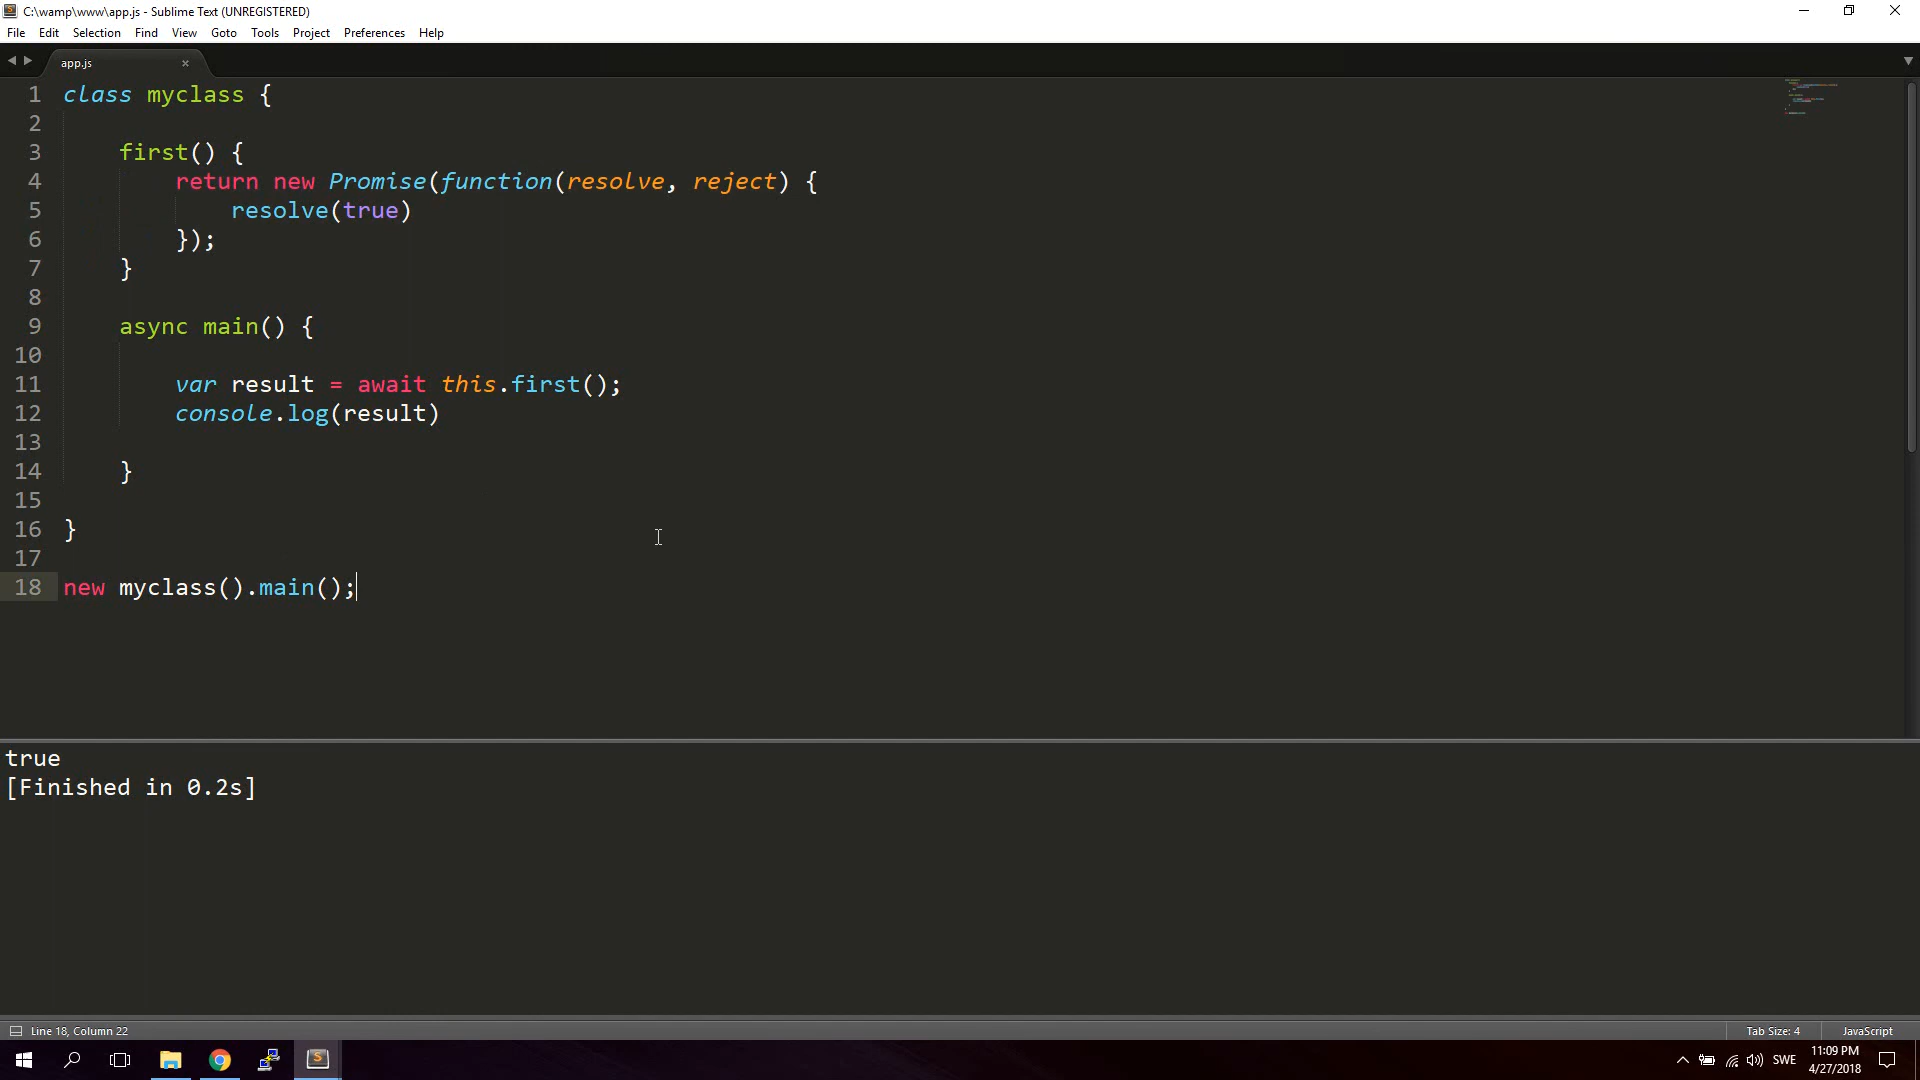 C:\wamp\www\app.js - Sublime Text (UNREGISTERED)
File Edit Selection Find View Goto Tools Project Preferences Help
app.js
1 class myclass {
2
3 first() {
4 return new Promise(function(resolve, reject) {
5 resolve(true)
6 });
7 }
8
9 async main() {
10
11 var result = await this.first();
12 console.log(result)
13
14 }
15
16 }
17
18 new myclass().main();
true
[Finished in 0.2s]
Line 18, Column 22 Tab Size: 4 JavaScript
SWE 11:09 PM
4/27/2018